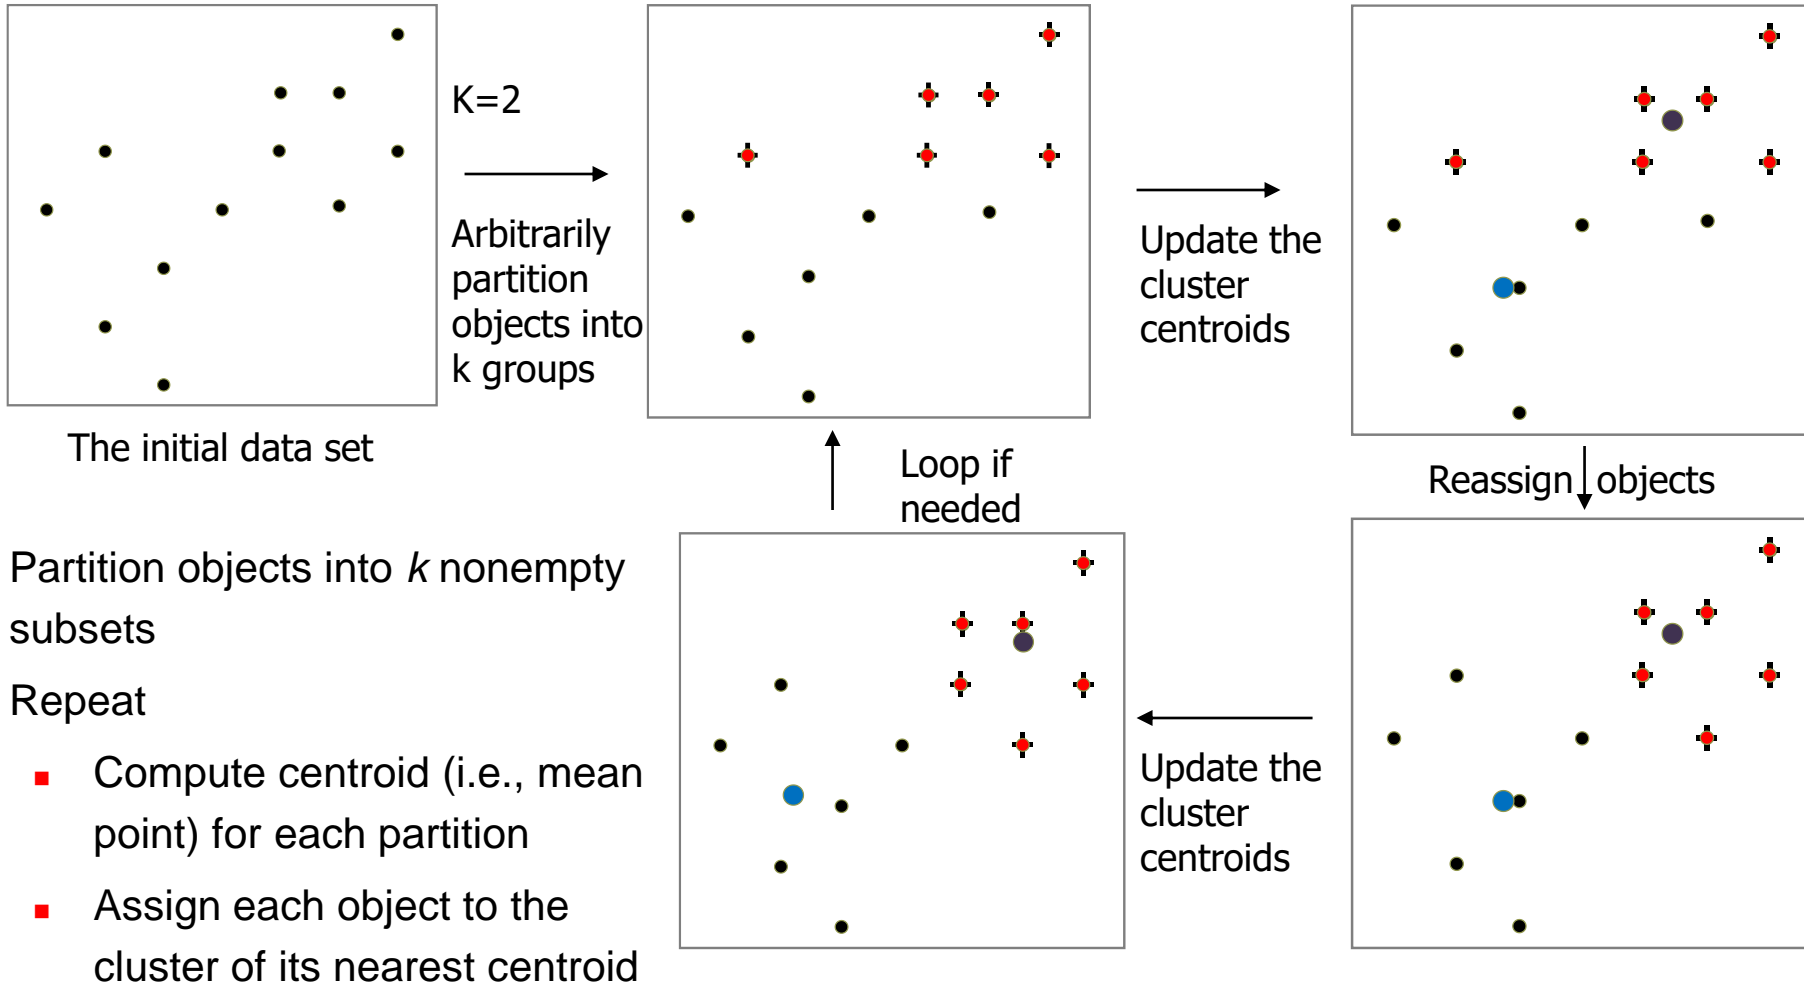 K=2
Arbitrarily
partition
objects into
k groups
Update the
cluster
centroids
The initial data set
Loop if
needed
Reassign objects
Update the
cluster
centroids
Partition objects into k nonempty
subsets
Repeat
Compute centroid (i.e., mean
point) for each partition
Assign each object to the
cluster of its nearest centroid